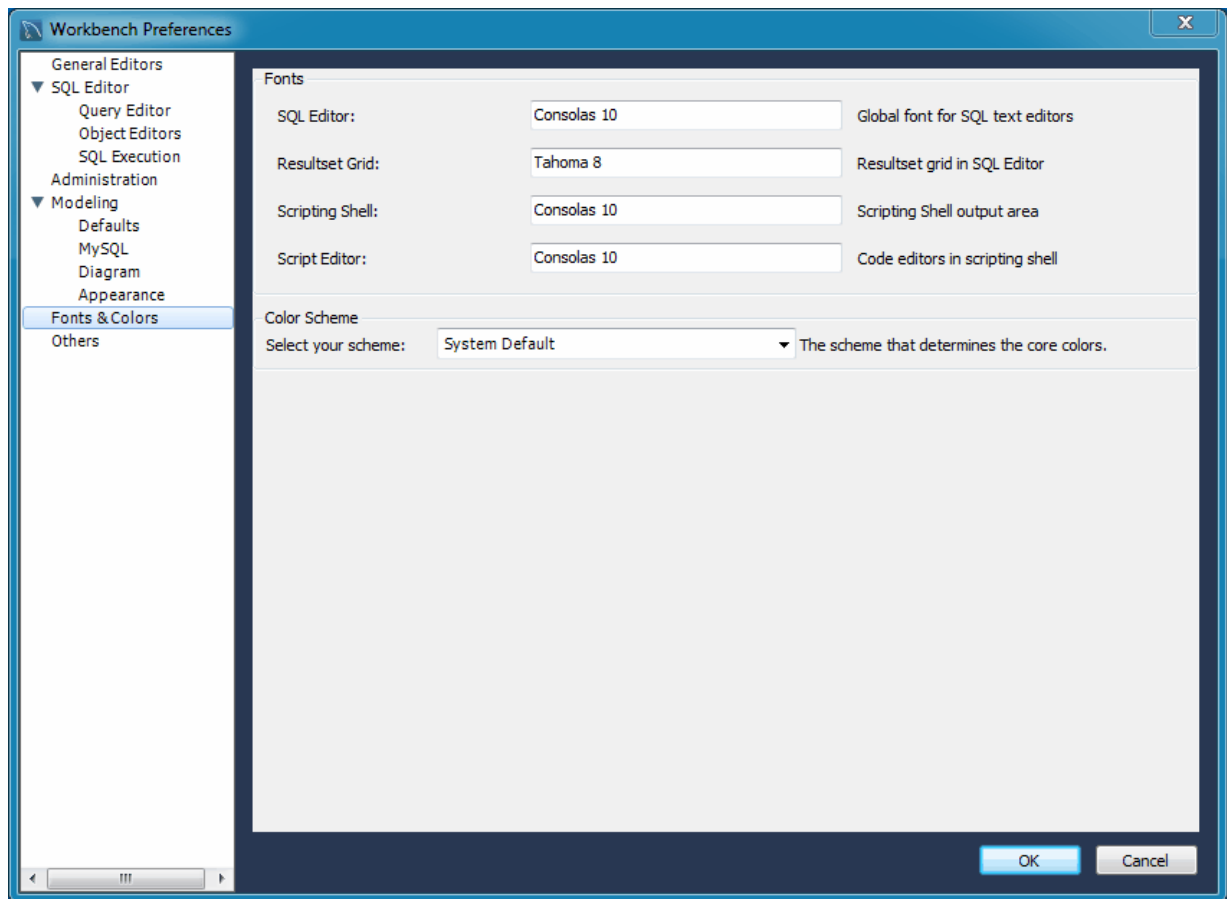 Workbench Preferences
General Editors
SQL Editor
Query Editor
Object Editors
SQL Execution
Administration
Modeling
Defaults
MySQL
Diagram
Appearance
Fonts & Colors
Others
Fonts
SQL Editor: Consolas 10 Global font for SQL text editors
Resultset Grid: Tahoma 8 Resultset grid in SQL Editor
Scripting Shell: Consolas 10 Scripting Shell output area
Script Editor: Consolas 10 Code editors in scripting shell
Color Scheme
Select your scheme: System Default The scheme that determines the core colors.
OK Cancel